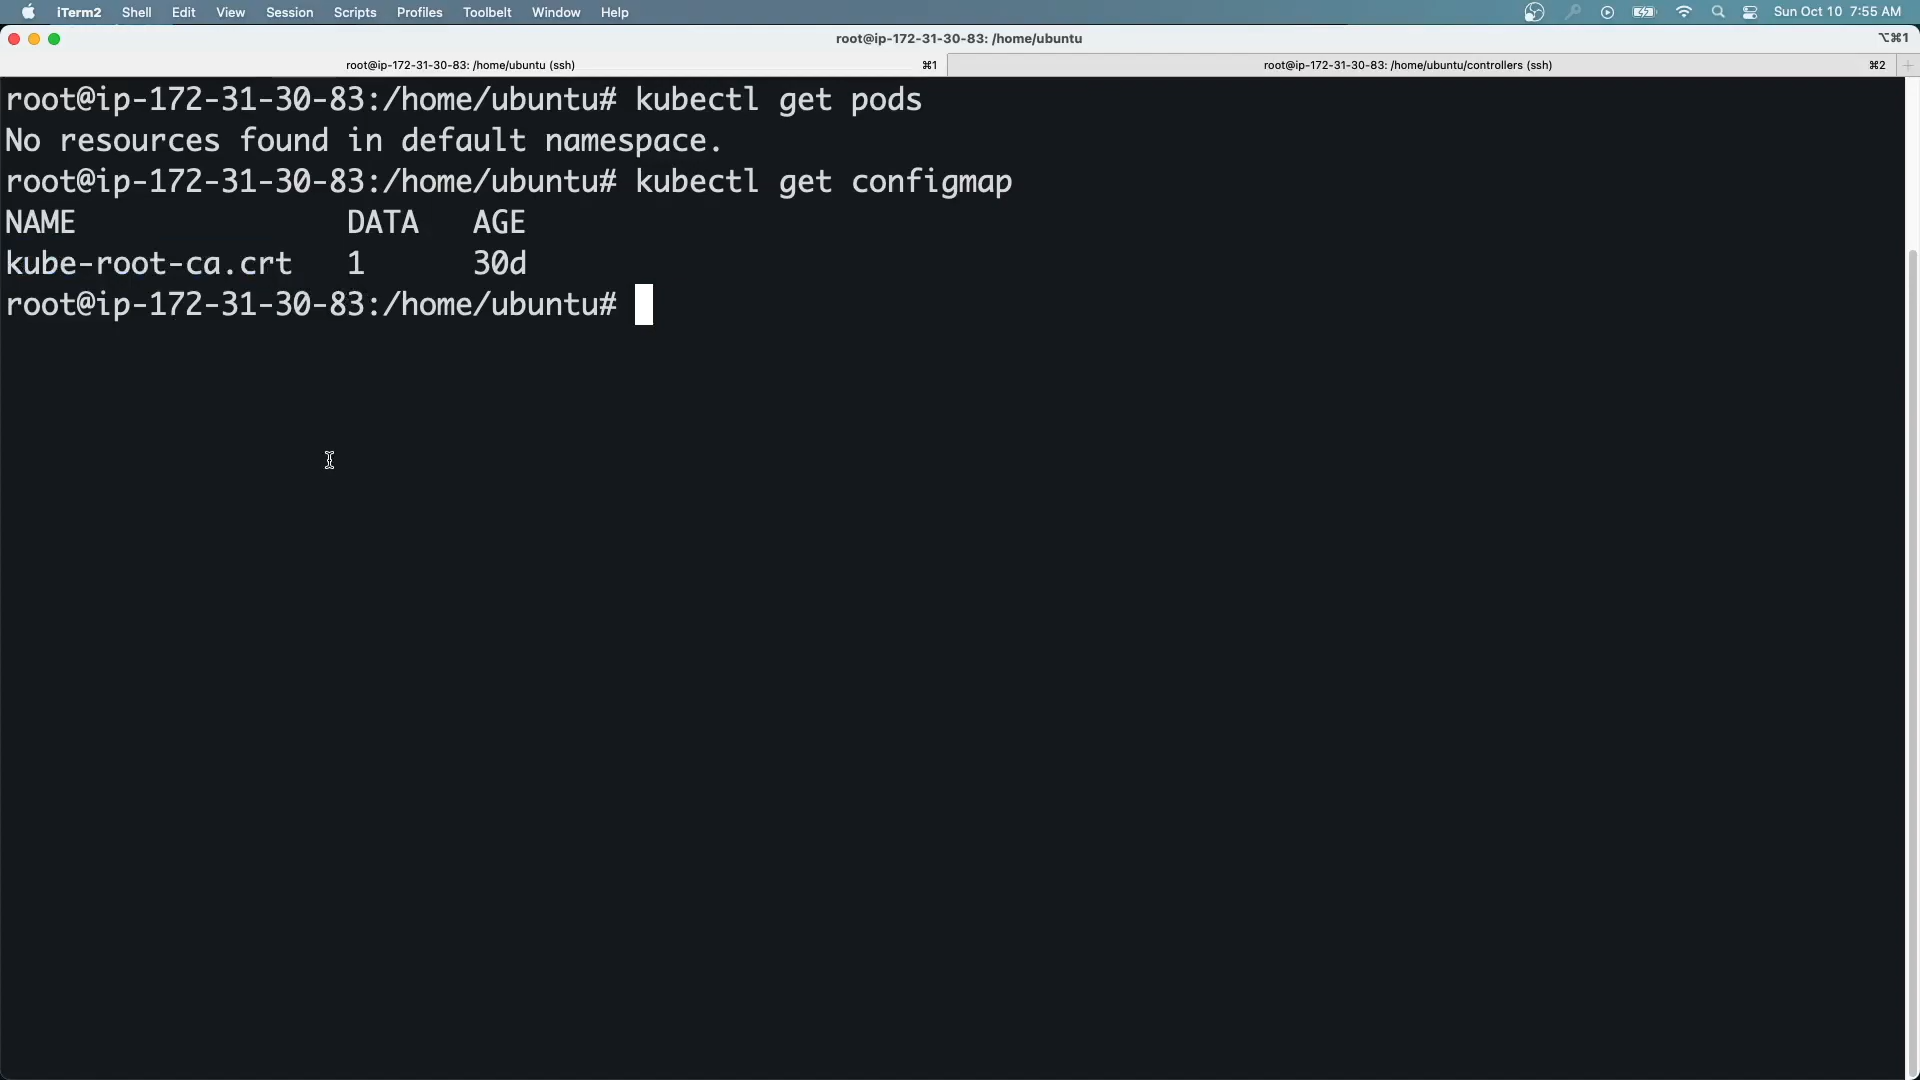 iTerm2 Shell Edit View Session Scripts Profiles Toolbelt Window Help Sun Oct 10 7:55 AM
root@ip-172-31-30-83: /home/ubuntu ⌥⌘1
root@ip-172-31-30-83: /home/ubuntu (ssh) ⌘1 root@ip-172-31-30-83: /home/ubuntu/controllers (ssh) ⌘2
root@ip-172-31-30-83:/home/ubuntu# kubectl get pods
No resources found in default namespace.
root@ip-172-31-30-83:/home/ubuntu# kubectl get configmap
NAME DATA AGE
kube-root-ca.crt 1 30d
root@ip-172-31-30-83:/home/ubuntu#